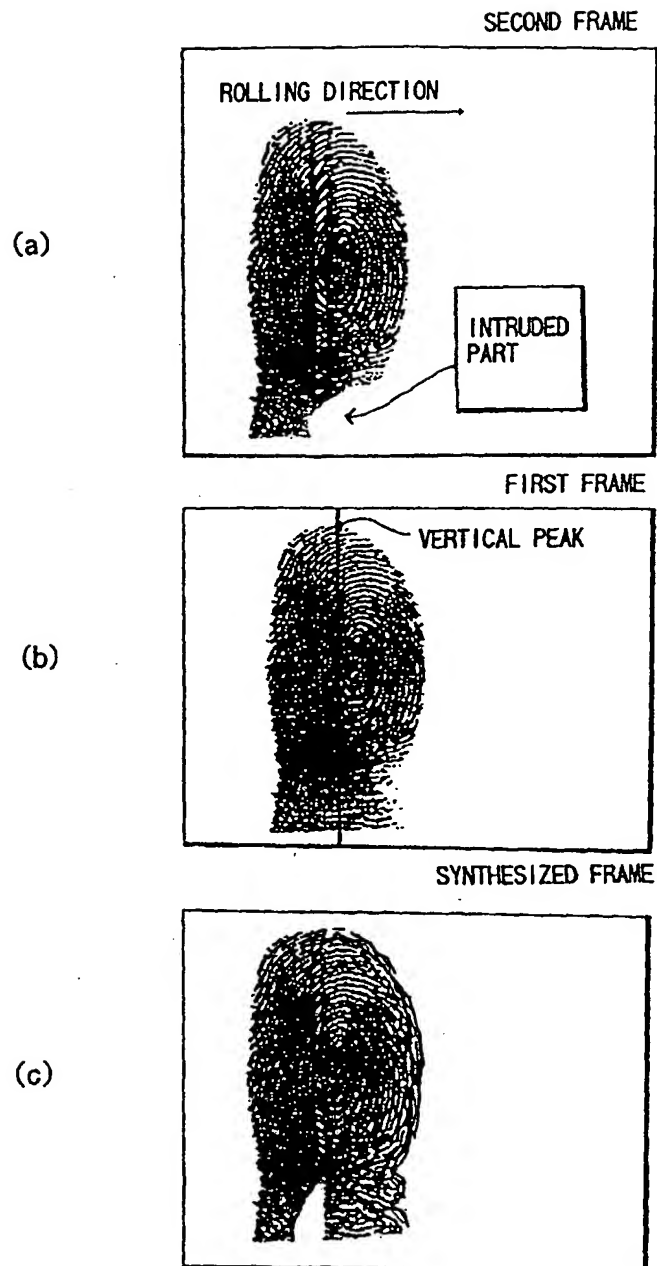 SECOND FRAME
ROLLING DIRECTION
(a)
INTRUDED
PART
FIRST FRAME
VERTICAL PEAK
(b)
SYNTHESIZED FRAME
(c)